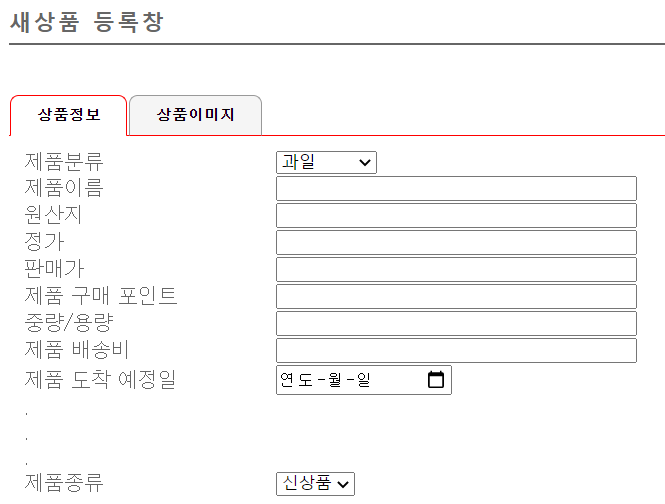 새상품 등록창
상품정보 상품이미지
제품분류 과일
제품이름
원산지
정가
판매가
제품 구매 포인트
중량/용량
제품 배송비
제품 도착 예정일 연도-월-일
.
.
.
제품종류 신상품